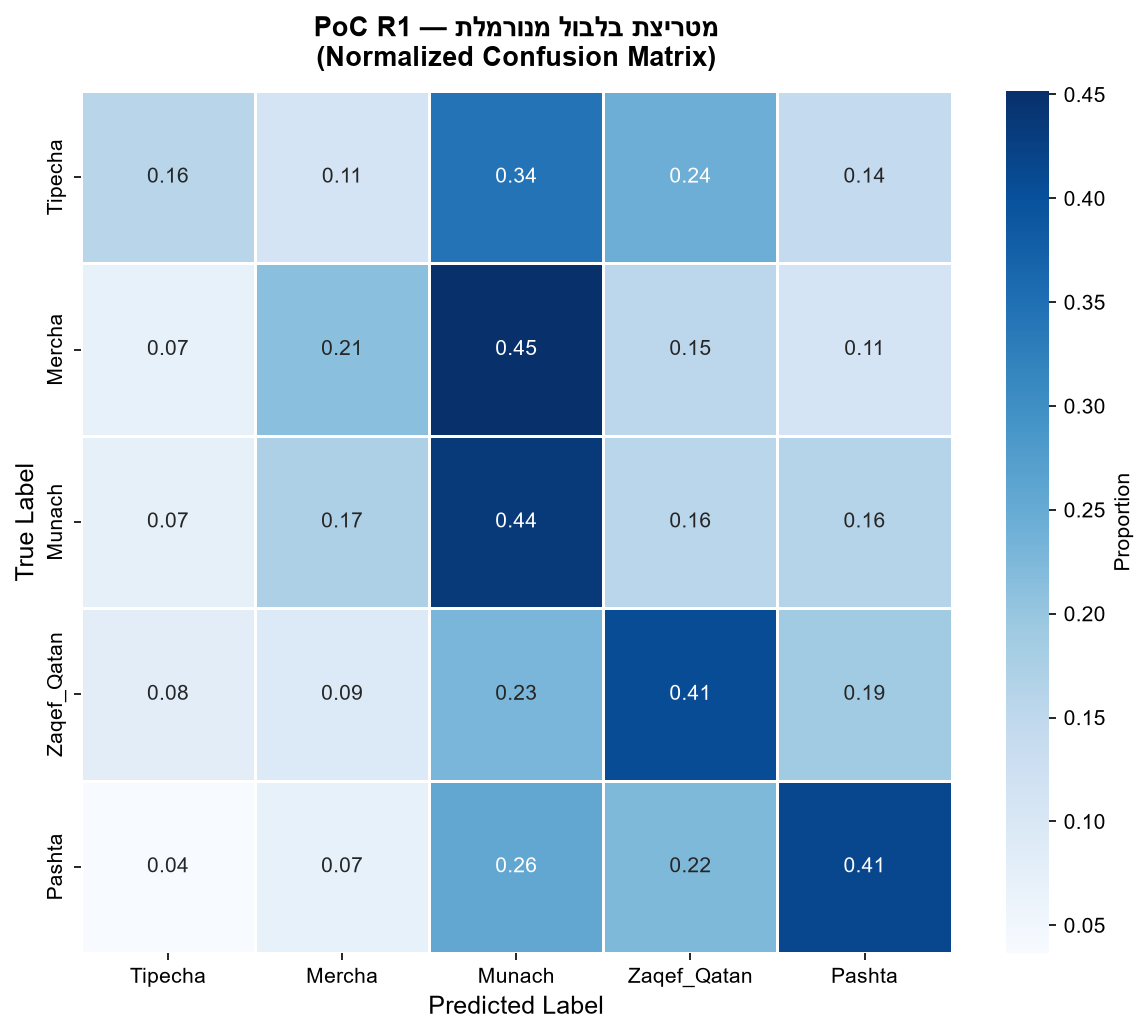 PoC R1 — מטריצת בלבול מנורמלת
(Normalized Confusion Matrix)
True Label
Tipecha 0.16 0.11 0.34 0.24 0.14
Mercha 0.07 0.21 0.45 0.15 0.11
Munach 0.07 0.17 0.44 0.16 0.16
Zaqef_Qatan 0.08 0.09 0.23 0.41 0.19
Pashta 0.04 0.07 0.26 0.22 0.41
Tipecha Mercha Munach Zaqef_Qatan Pashta
Predicted Label
0.45
0.40
0.35
0.30
0.25
0.20
0.15
0.10
0.05
Proportion